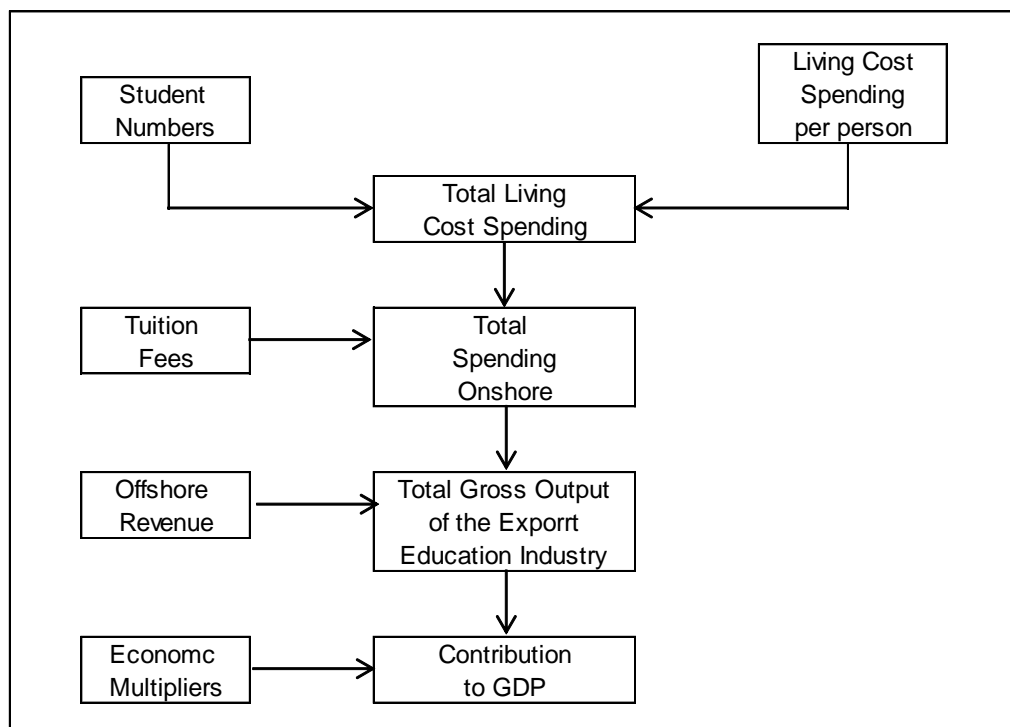 Student
Numbers
Living Cost
Spending
per person
Total Living
Cost Spending
Tuition
Fees
Total
Spending
Onshore
Offshore
Revenue
Total Gross Output
of the Exporrt
Education Industry
Economc
Multipliers
Contribution
to GDP